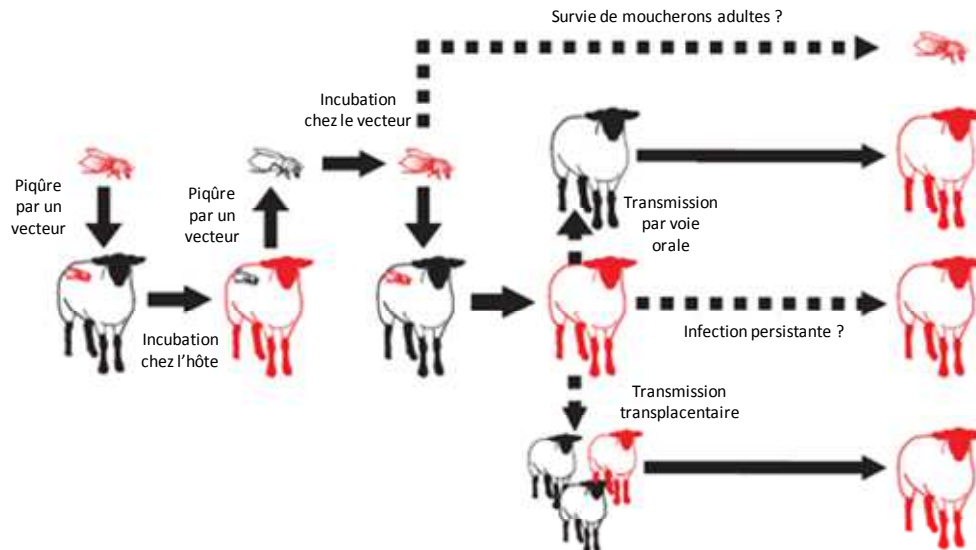 Survie de moucherons adultes ?
Incubation
chez le vecteur
Piqûre
par un
vecteur
Piqûre
par un
vecteur
Transmission
par voie
orale
Incubation
chez l'hôte
Infection persistante ?
Transmission
transplacentaire